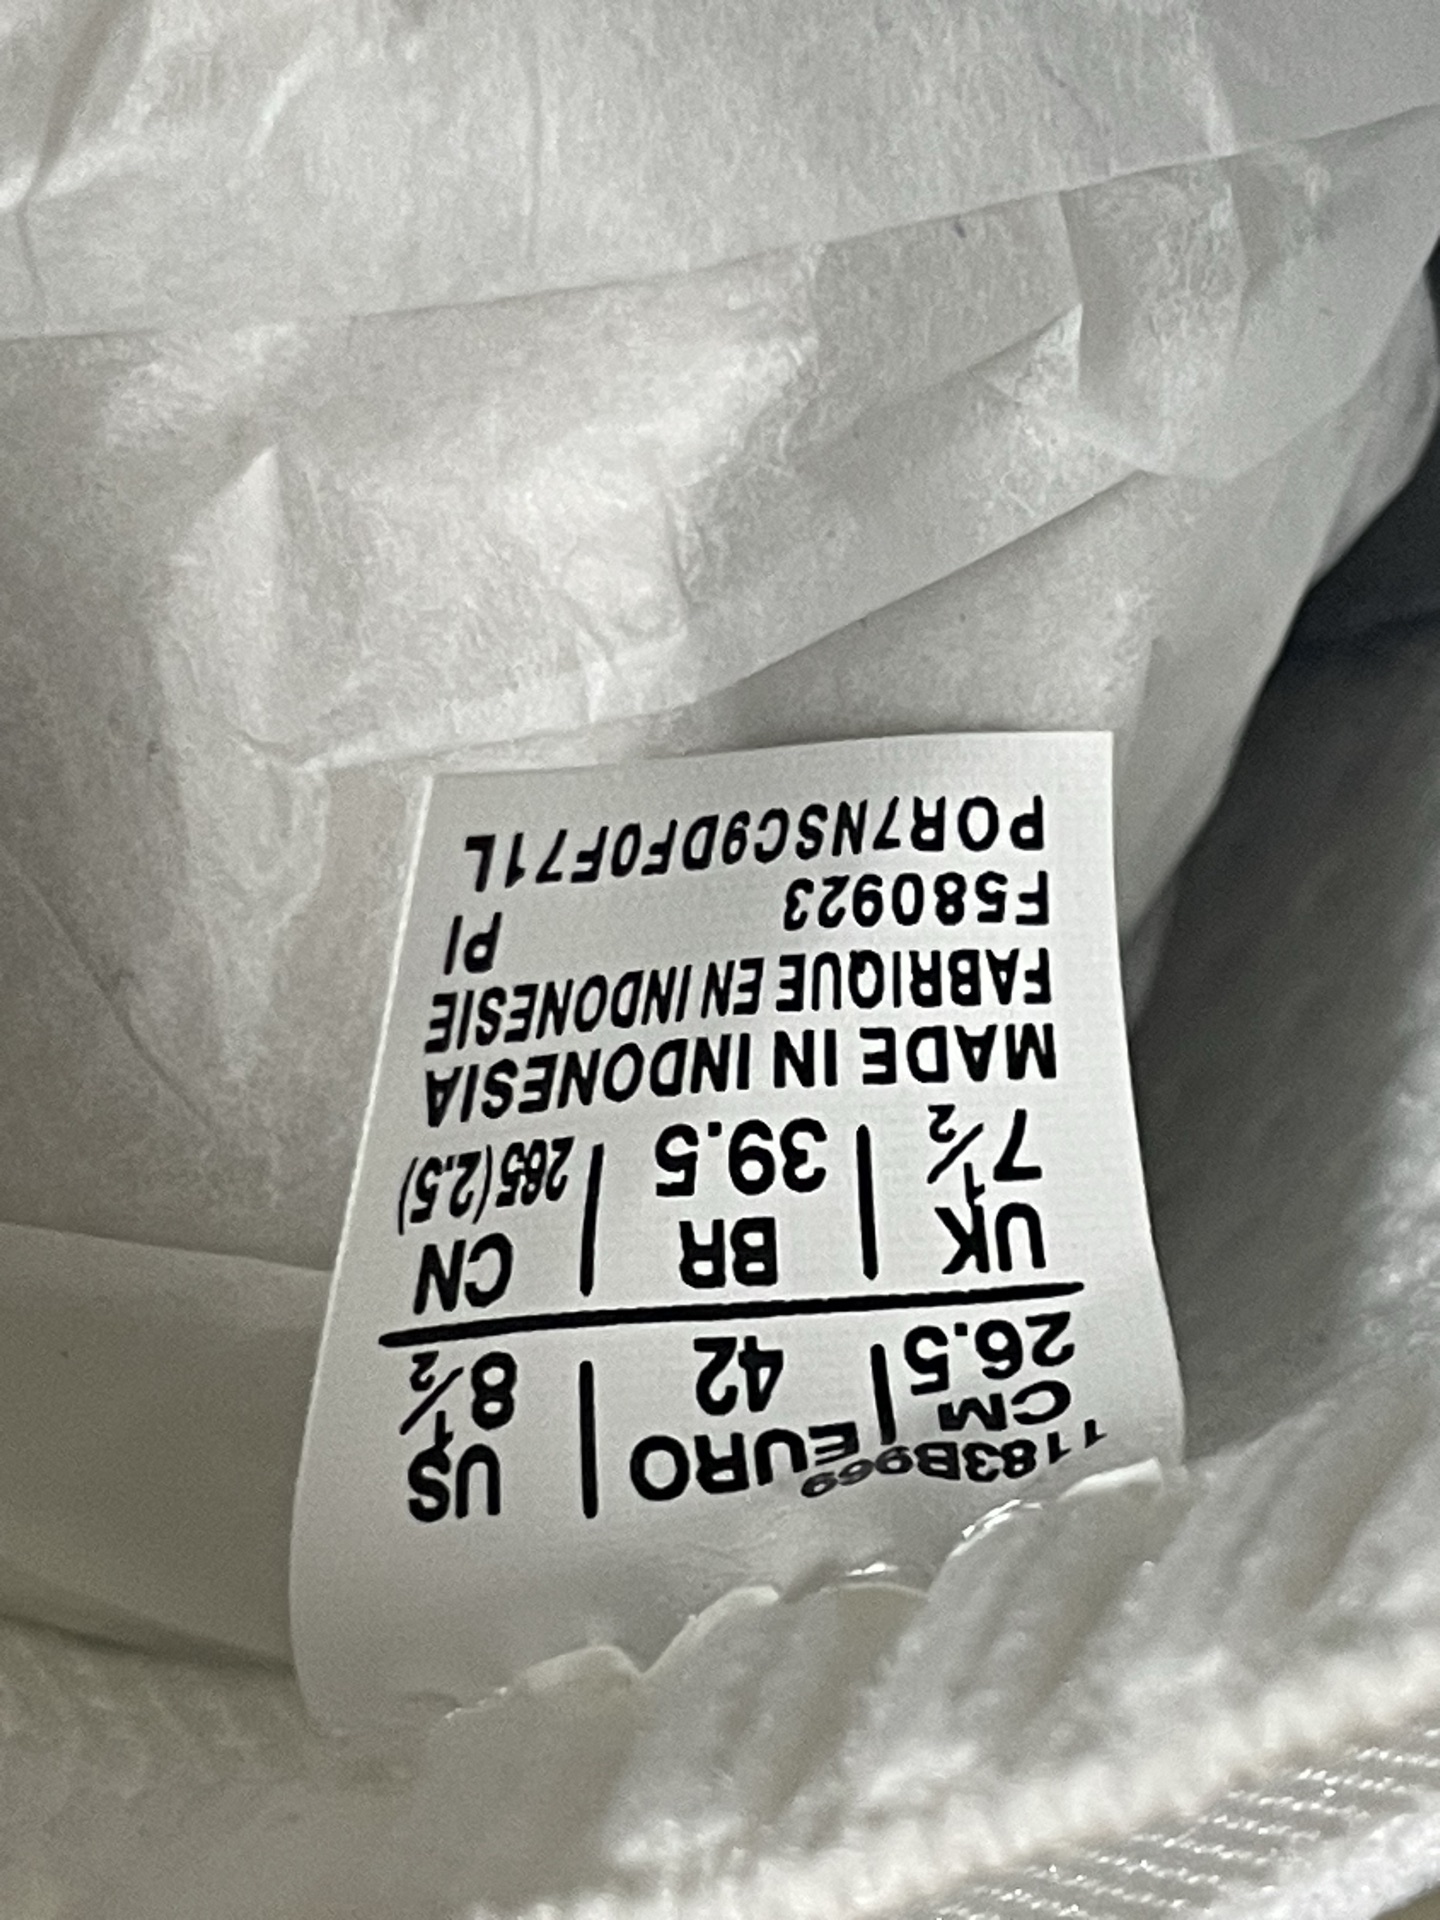 1183B969
CM | EURO | US
26.5 | 42 | 8½
UK | BR | CN
7½ | 39.5 | 265(2.5)
MADE IN INDONESIA
FABRIQUE EN INDONESIE
F580923 PI
POR7NSC9DF0F71L